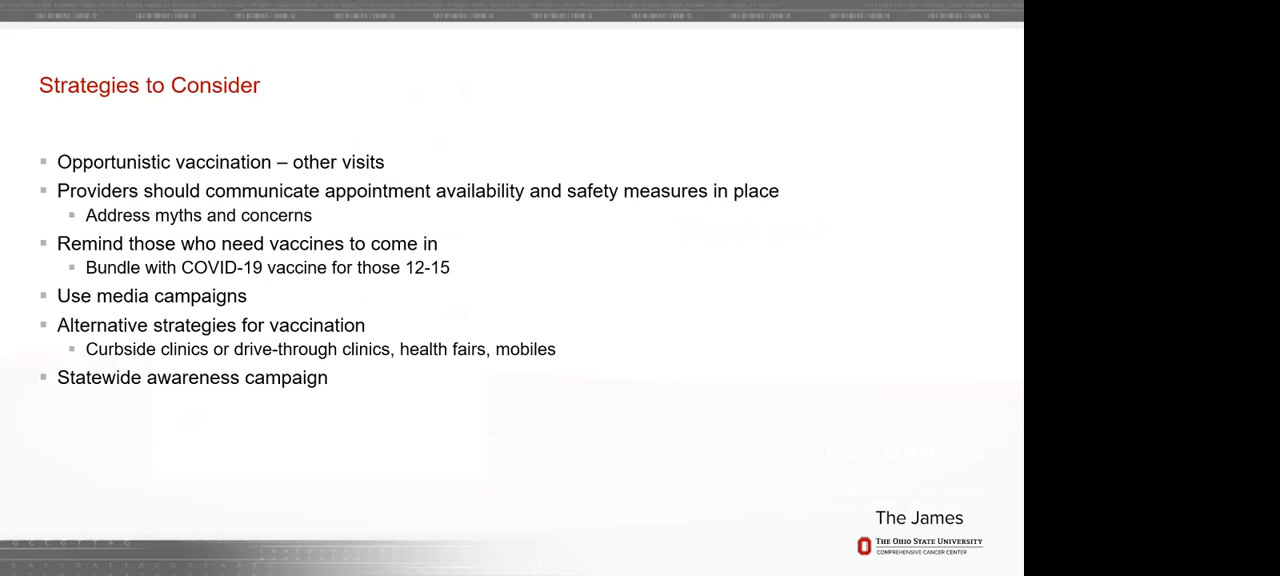 Strategies to Consider
Opportunistic vaccination – other visits
Providers should communicate appointment availability and safety measures in place
Address myths and concerns
Remind those who need vaccines to come in
Bundle with COVID-19 vaccine for those 12-15
Use media campaigns
Alternative strategies for vaccination
Curbside clinics or drive-through clinics, health fairs, mobiles
Statewide awareness campaign
The James
THE OHIO STATE UNIVERSITY
COMPREHENSIVE CANCER CENTER